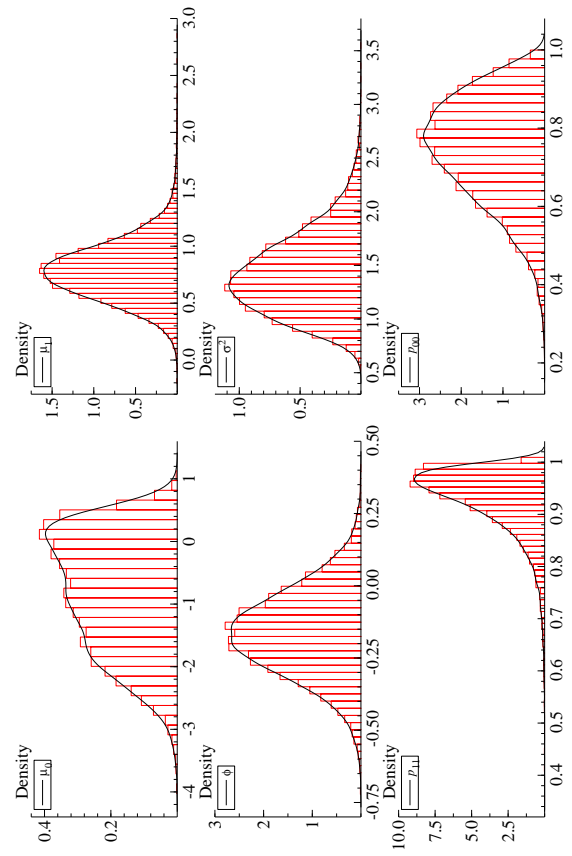 Density
μ₀
0.4
0.2
-4 -3 -2 -1 0 1
Density
μ₁
1.5
1.0
0.5
0.0 0.5 1.0 1.5 2.0 3.0
Density
ϕ
3
2
1
-0.75 -0.50 -0.25 0.00 0.25 0.50
Density
σ²
1.0
0.5
0.5 1.0 1.5 2.0 2.5 3.0 3.5
Density
p₁₁
10.0
7.5
5.0
2.5
0.4 0.5 0.6 0.7 0.8 0.9 1
Density
p₀₀
3
2
1
0.2 0.4 0.6 0.8 1.0